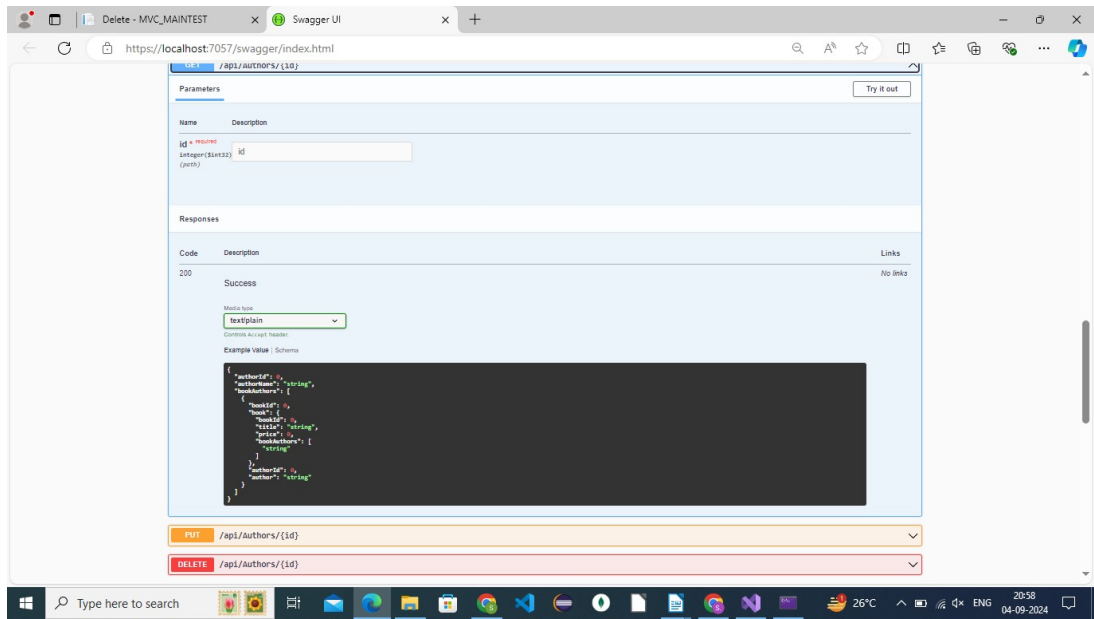 Delete - MVC_MAINTEST
Swagger UI
https://localhost:7057/swagger/index.html
GET /api/Authors/{id}
Parameters
Try it out
Name Description
id * required
integer($int32)
(path)
id
Responses
Code Description Links
200 No links
Success
Media type
text/plain
Controls Accept header.
Example Value | Schema
{
"authorId": 0,
"authorName": "string",
"bookAuthors": [
{
"bookId": 0,
"book": {
"bookId": 0,
"title": "string",
"price": 0,
"bookAuthors": [
"string"
]
},
"authorId": 0,
"author": "string"
}
]
}
PUT /api/Authors/{id}
DELETE /api/Authors/{id}
Type here to search
26°C
ENG
20:58
04-09-2024